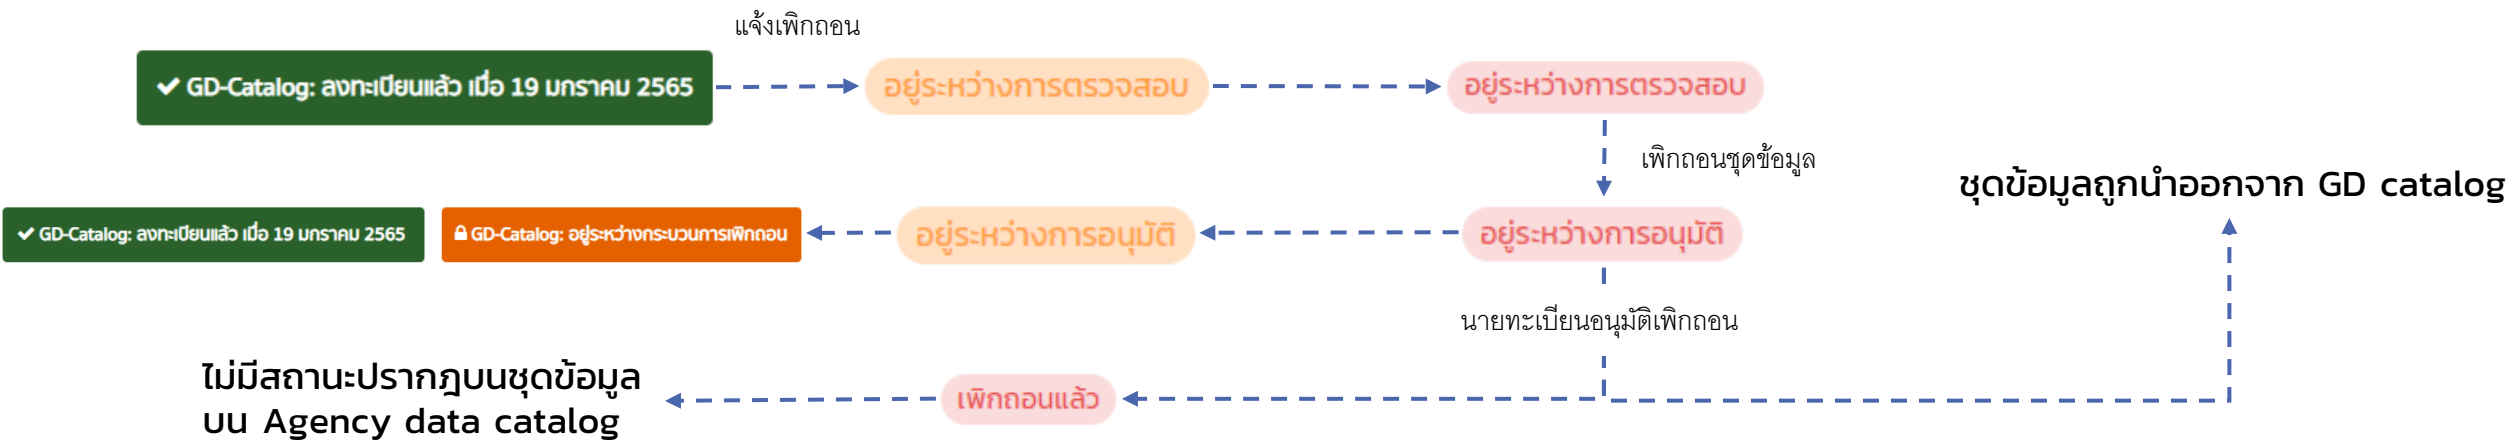 แจ้งเพิกถอน
GD-Catalog: ลงทะเบียนแล้ว เมื่อ 19 มกราคม 2565
อยู่ระหว่างการตรวจสอบ
อยู่ระหว่างการตรวจสอบ
เพิกถอนชุดข้อมูล
ชุดข้อมูลถูกนำออกจาก GD catalog
GD-Catalog: ลงทะเบียนแล้ว เมื่อ 19 มกราคม 2565
GD-Catalog: อยู่ระหว่างกระบวนการเพิกถอน
อยู่ระหว่างการอนุมัติ
อยู่ระหว่างการอนุมัติ
นายทะเบียนอนุมัติเพิกถอน
ไม่มีสถานะปรากฎบนชุดข้อมูล
บน Agency data catalog
เพิกถอนแล้ว